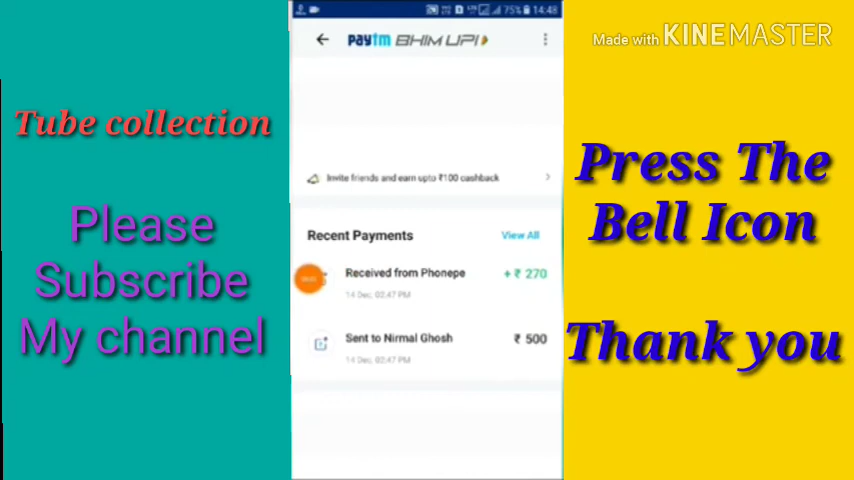 Tube collection
Please
Subscribe
My channel
75% 14:48
paytm BHIM UPI
Invite friends and earn upto ₹100 cashback
Recent Payments View All
Received from Phonepe + ₹ 270
14 Dec, 02:47 PM
Sent to Nirmal Ghosh ₹ 500
14 Dec, 02:47 PM
Made with KINEMASTER
Press The
Bell Icon
Thank you